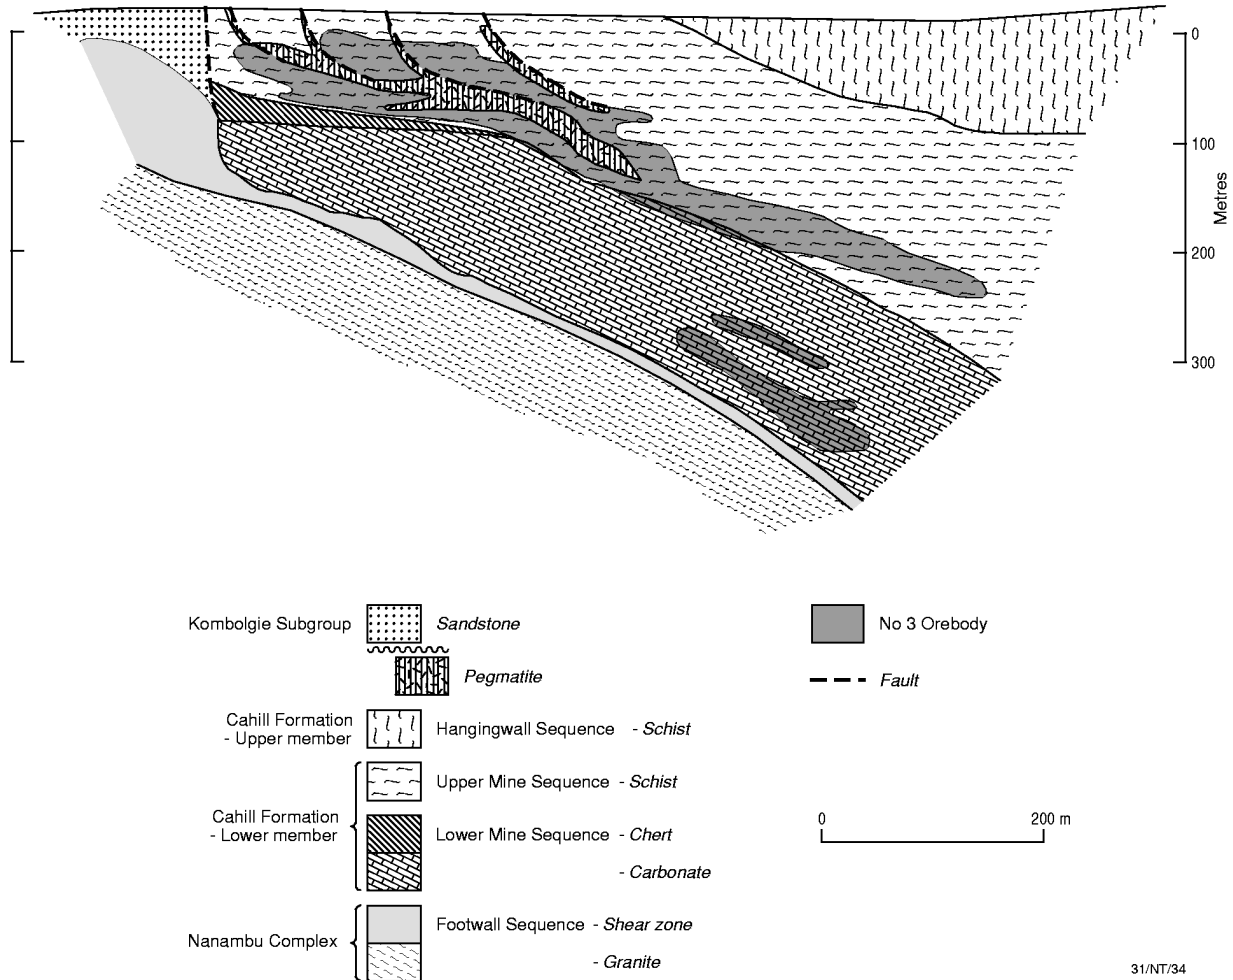 0
100
200
300
Metres
Kombolgie Subgroup
Sandstone
Pegmatite
Cahill Formation
- Upper member
Hangingwall Sequence - Schist
Upper Mine Sequence - Schist
Cahill Formation
- Lower member
Lower Mine Sequence - Chert
- Carbonate
Nanambu Complex
Footwall Sequence - Shear zone
- Granite
No 3 Orebody
Fault
0 200 m
31/NT/34